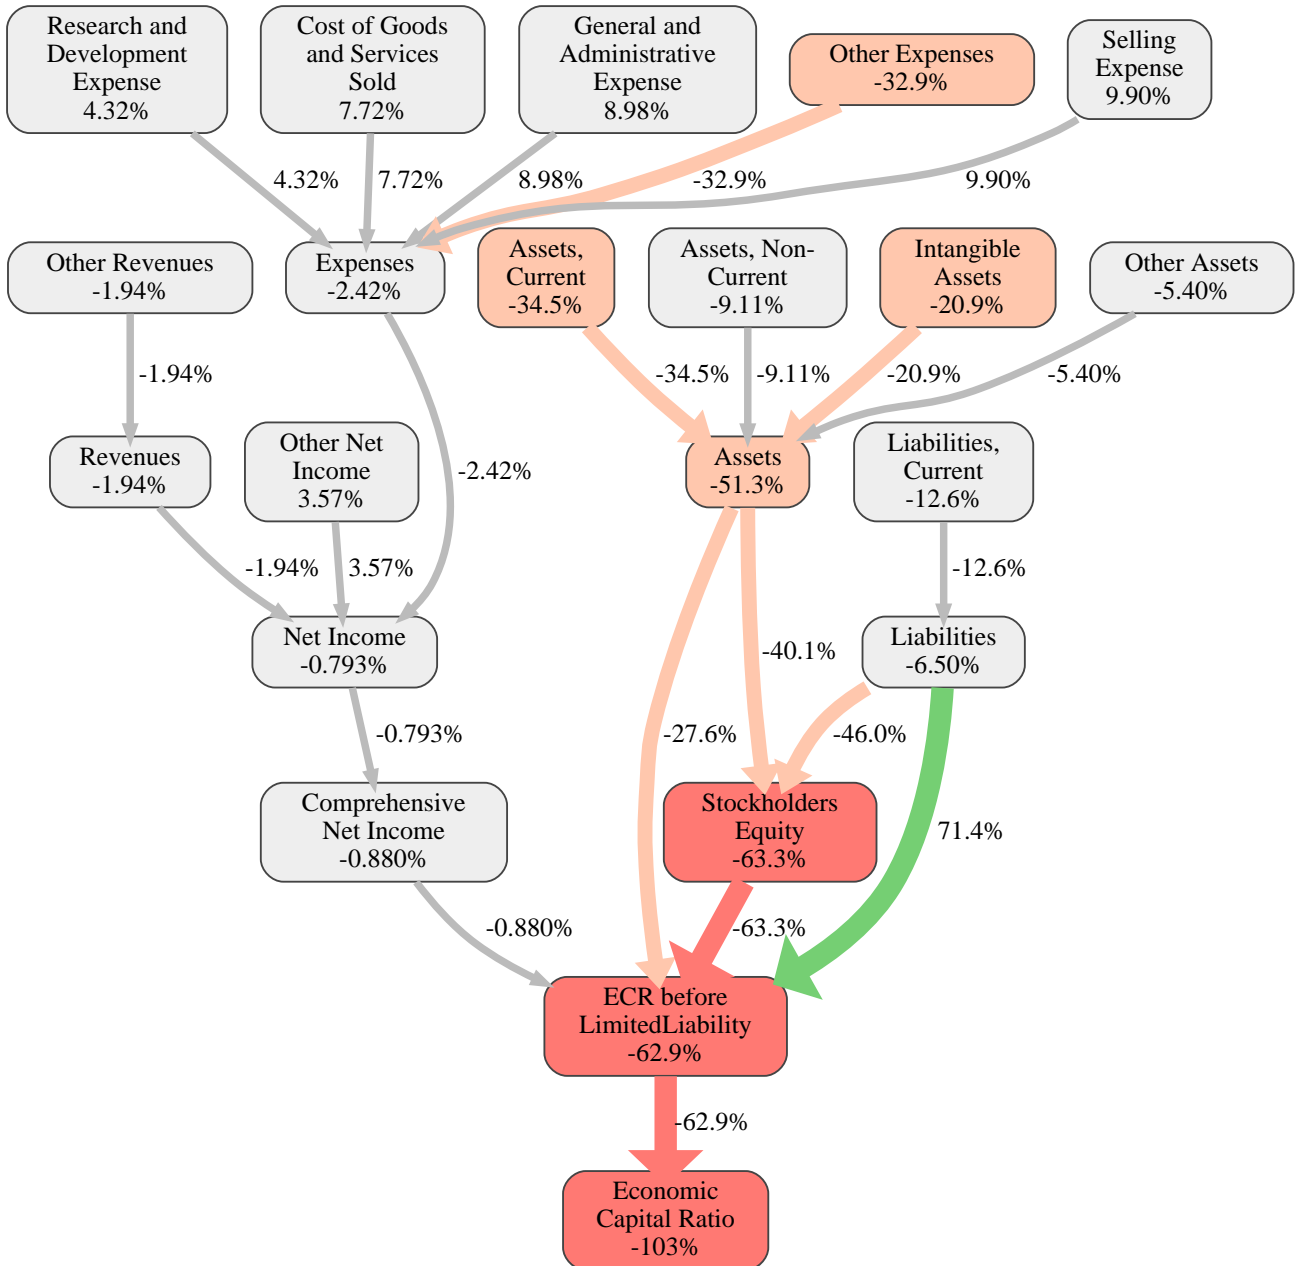 Research and
Development
Expense
4.32%
Cost of Goods
and Services
Sold
7.72%
General and
Administrative
Expense
8.98%
Other Expenses
-32.9%
Selling
Expense
9.90%
4.32%
7.72%
8.98%
-32.9%
9.90%
Other Revenues
-1.94%
Expenses
-2.42%
Assets,
Current
-34.5%
Assets, Non-
Current
-9.11%
Intangible
Assets
-20.9%
Other Assets
-5.40%
-1.94%
-34.5%
-9.11%
-20.9%
-5.40%
Revenues
-1.94%
Other Net
Income
3.57%
-2.42%
Assets
-51.3%
Liabilities,
Current
-12.6%
-1.94%
3.57%
-12.6%
Net Income
-0.793%
-40.1%
Liabilities
-6.50%
-0.793%
-27.6%
-46.0%
Comprehensive
Net Income
-0.880%
Stockholders
Equity
-63.3%
71.4%
-0.880%
-63.3%
ECR before
LimitedLiability
-62.9%
-62.9%
Economic
Capital Ratio
-103%